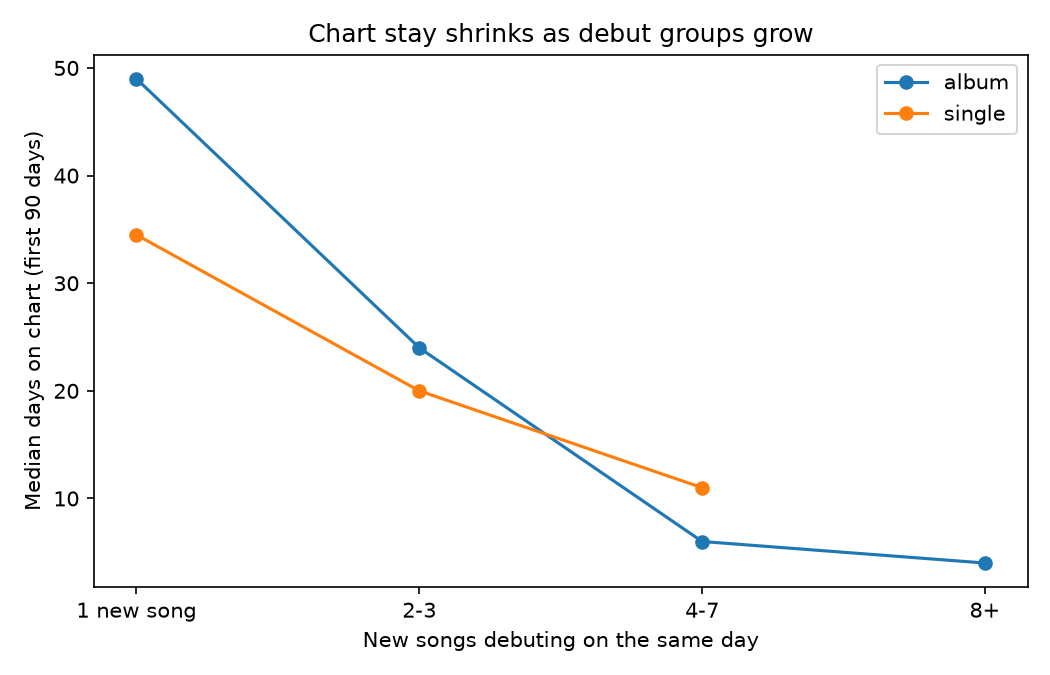 Chart stay shrinks as debut groups grow
album
single
Median days on chart (first 90 days)
50
40
30
20
10
1 new song
2-3
4-7
8+
New songs debuting on the same day